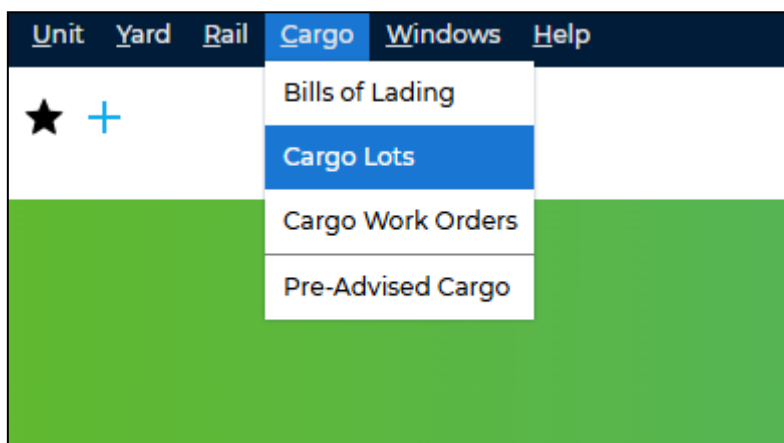 Unit Yard Rail Cargo Windows Help
Bills of Lading
Cargo Lots
Cargo Work Orders
Pre-Advised Cargo